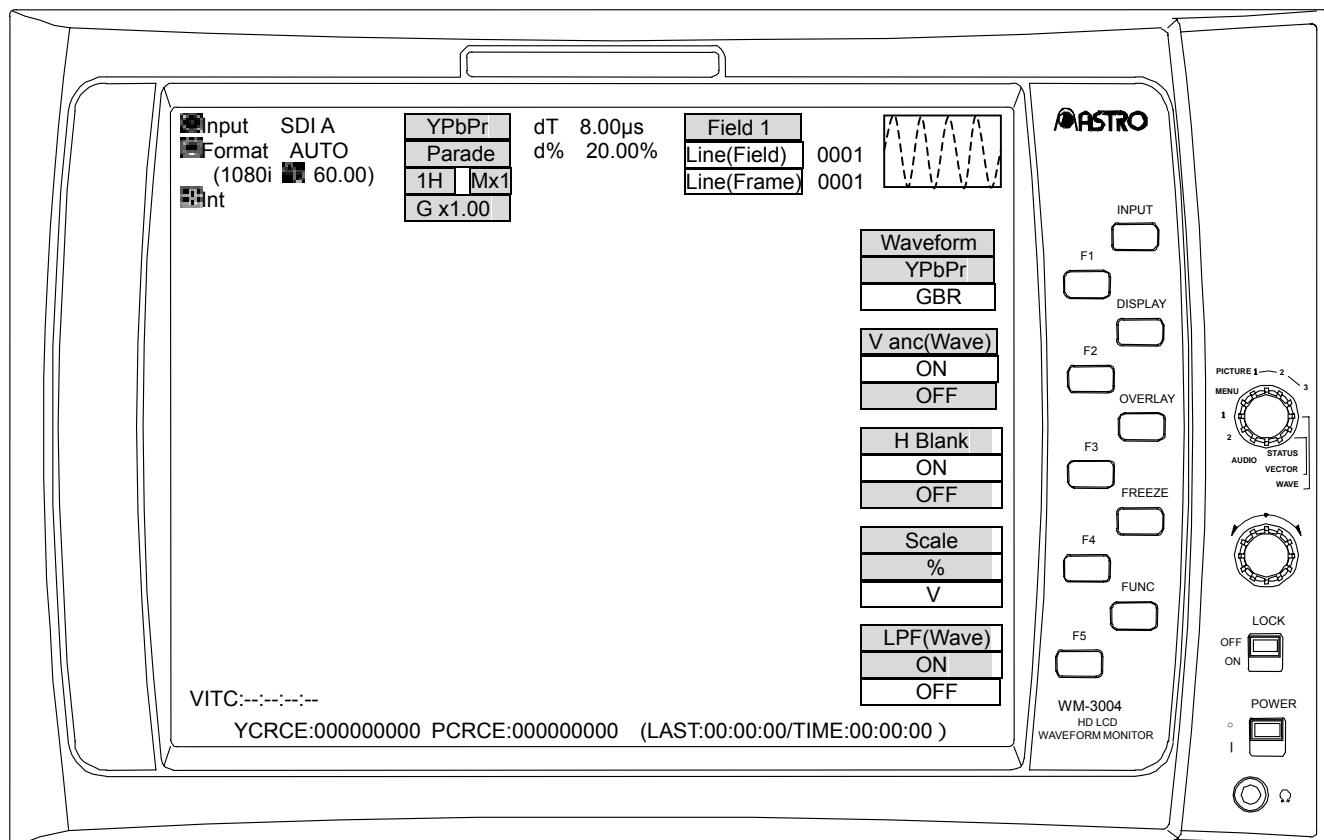 Input SDI A
Format AUTO
(1080i 60.00)
Int
YPbPr
Parade
1H Mx1
G x1.00
dT 8.00µs
d% 20.00%
Field 1
Line(Field) 0001
Line(Frame) 0001
Waveform
YPbPr
GBR
V anc(Wave)
ON
OFF
H Blank
ON
OFF
Scale
%
V
LPF(Wave)
ON
OFF
VITC:--:--:--:--
YCRCE:000000000 PCRCE:000000000 (LAST:00:00:00/TIME:00:00:00 )
ASTRO
INPUT
F1
DISPLAY
F2
OVERLAY
F3
FREEZE
F4
FUNC
F5
WM-3004
HD LCD
WAVEFORM MONITOR
PICTURE 1 2 3
MENU
1
2
AUDIO
STATUS
VECTOR
WAVE
LOCK
OFF
ON
POWER
○
|
Ω